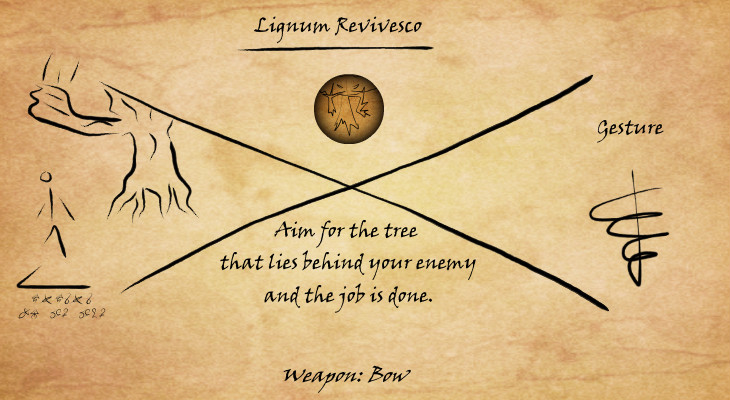 Lignum Revivesco
Gesture
Aim for the tree
that lies behind your enemy
and the job is done.
Weapon: Bow